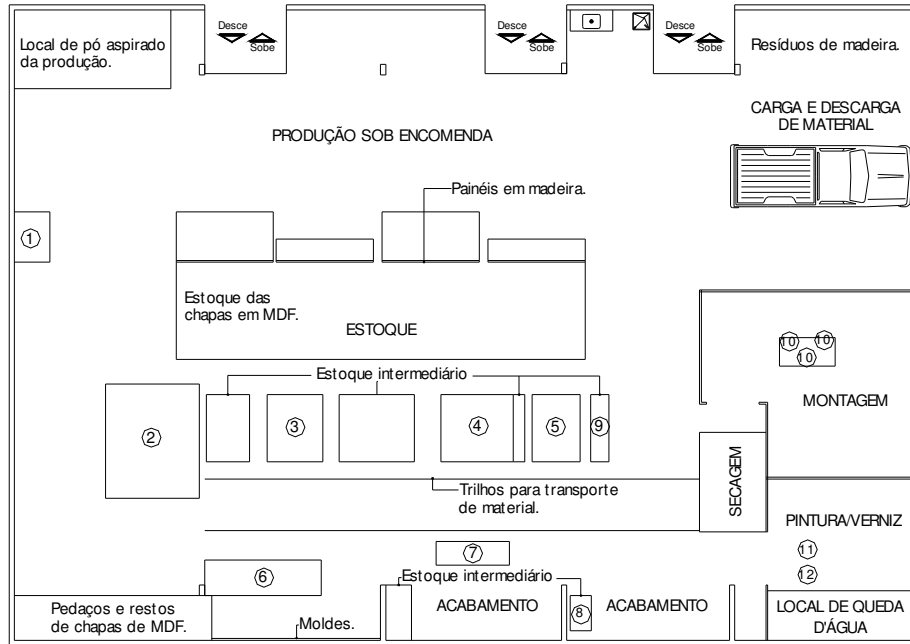 Desce
Sobe
Desce
Sobe
Desce
Sobe
Local de pó aspirado
da produção.
Resíduos de madeira.
CARGA E DESCARGA
DE MATERIAL
PRODUÇÃO SOB ENCOMENDA
Painéis em madeira.
1
Estoque das
chapas em MDF.
ESTOQUE
10
10
10
Estoque intermediário
MONTAGEM
2
3
4
5
9
SECAGEM
Trilhos para transporte
de material.
PINTURA/VERNIZ
11
7
12
6
Estoque intermediário
Pedaços e restos
de chapas de MDF.
Moldes.
ACABAMENTO
8
ACABAMENTO
LOCAL DE QUEDA
D'ÁGUA